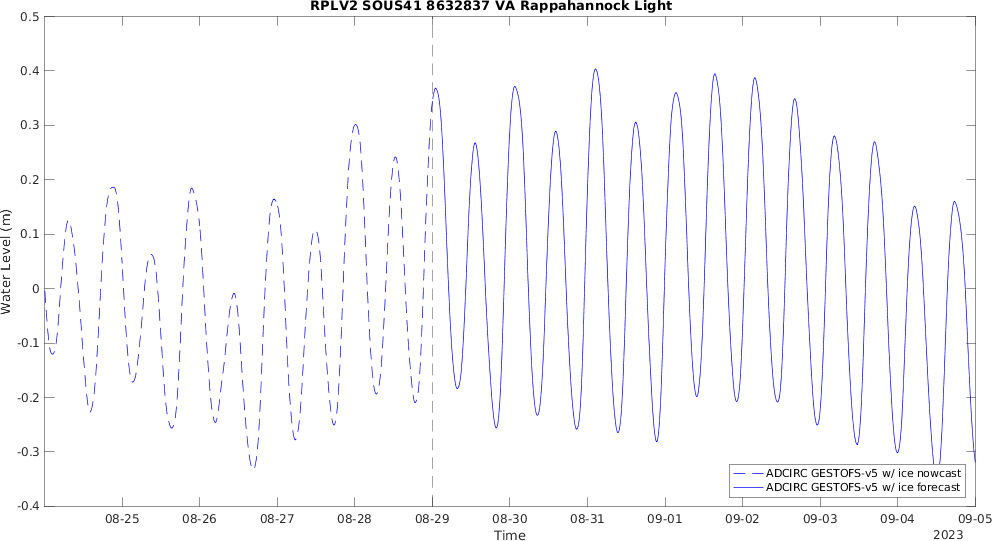 RPLV2 SOUS41 8632837 VA Rappahannock Light
0.5
0.4
0.3
0.2
0.1
0
-0.1
-0.2
-0.3
-0.4
Water Level (m)
ADCIRC GESTOFS-v5 w/ ice nowcast
ADCIRC GESTOFS-v5 w/ ice forecast
08-25 08-26 08-27 08-28 08-29 08-30 08-31 09-01 09-02 09-03 09-04 09-05
Time
2023